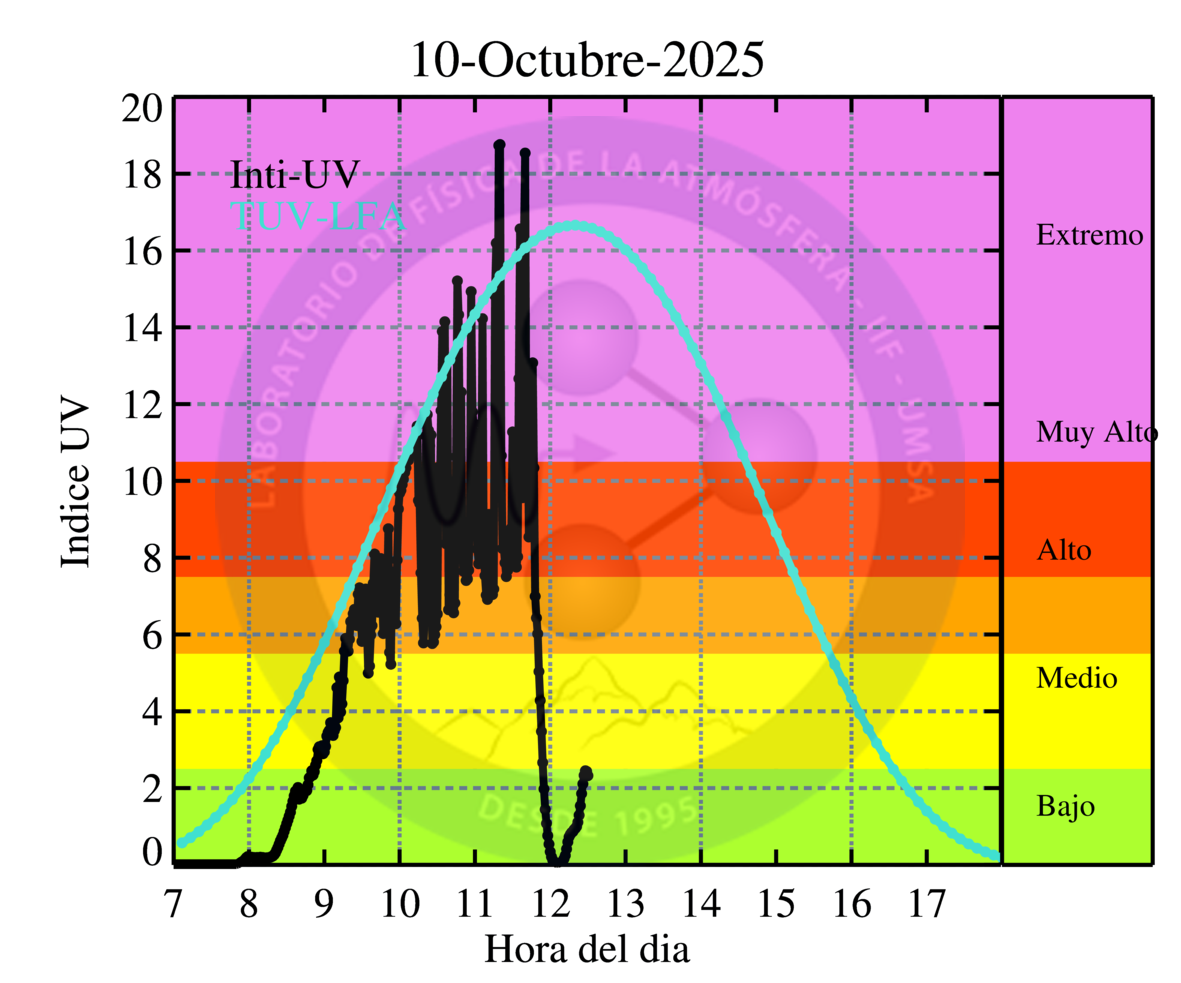 10-Octubre-2025
20
18
16
14
12
10
8
6
4
2
0
Indice UV
Inti-UV
TUV-LFA
LABORATORIO DE FÍSICA DE LA ATMÓSFERA - IIF - UMSA
DESDE 1995
Extremo
Muy Alto
Alto
Medio
Bajo
7 8 9 10 11 12 13 14 15 16 17
Hora del dia